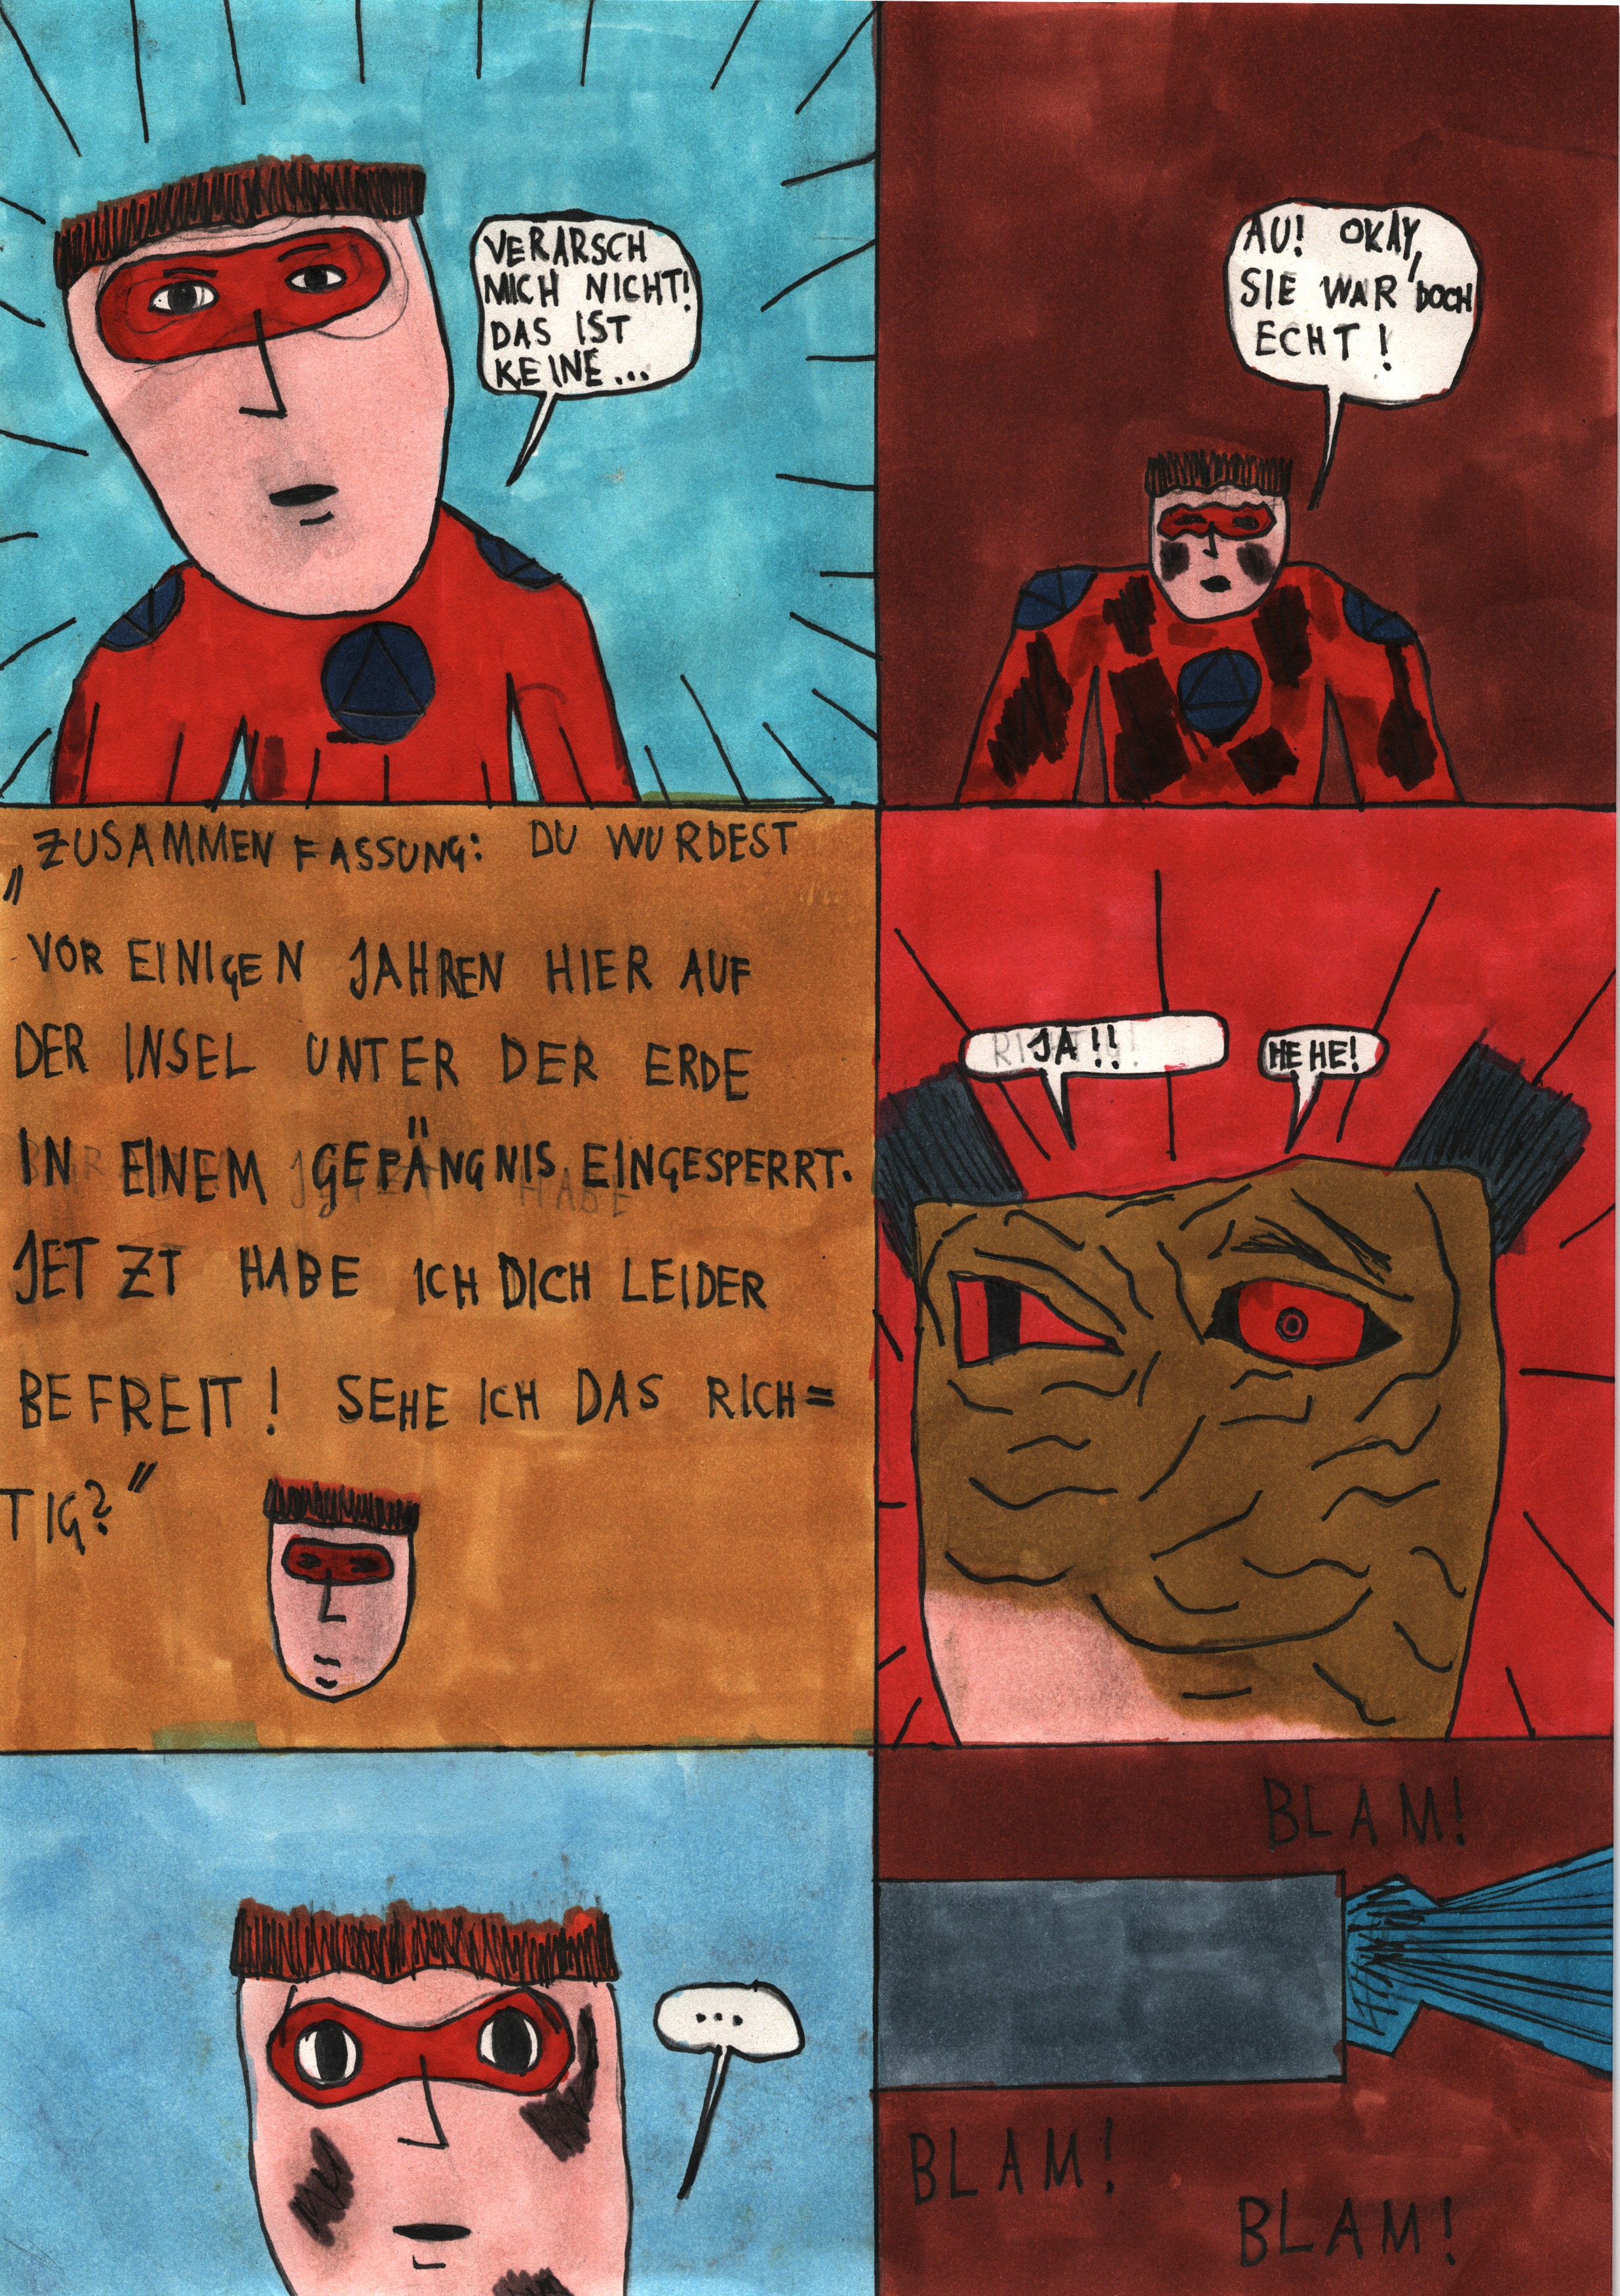 VERARSCH
MICH NICHT!
DAS IST
KEINE...
AU! OKAY,
SIE WAR DOCH
ECHT!
„ZUSAMMENFASSUNG: DU WURDEST
VOR EINIGEN JAHREN HIER AUF
DER INSEL UNTER DER ERDE
IN EINEM GEFÄNGNIS EINGESPERRT.
JETZT HABE ICH DICH LEIDER
BEFREIT! SEHE ICH DAS RICH=
TIG?"
JA!!
HEHE!
...
BLAM!
BLAM!
BLAM!